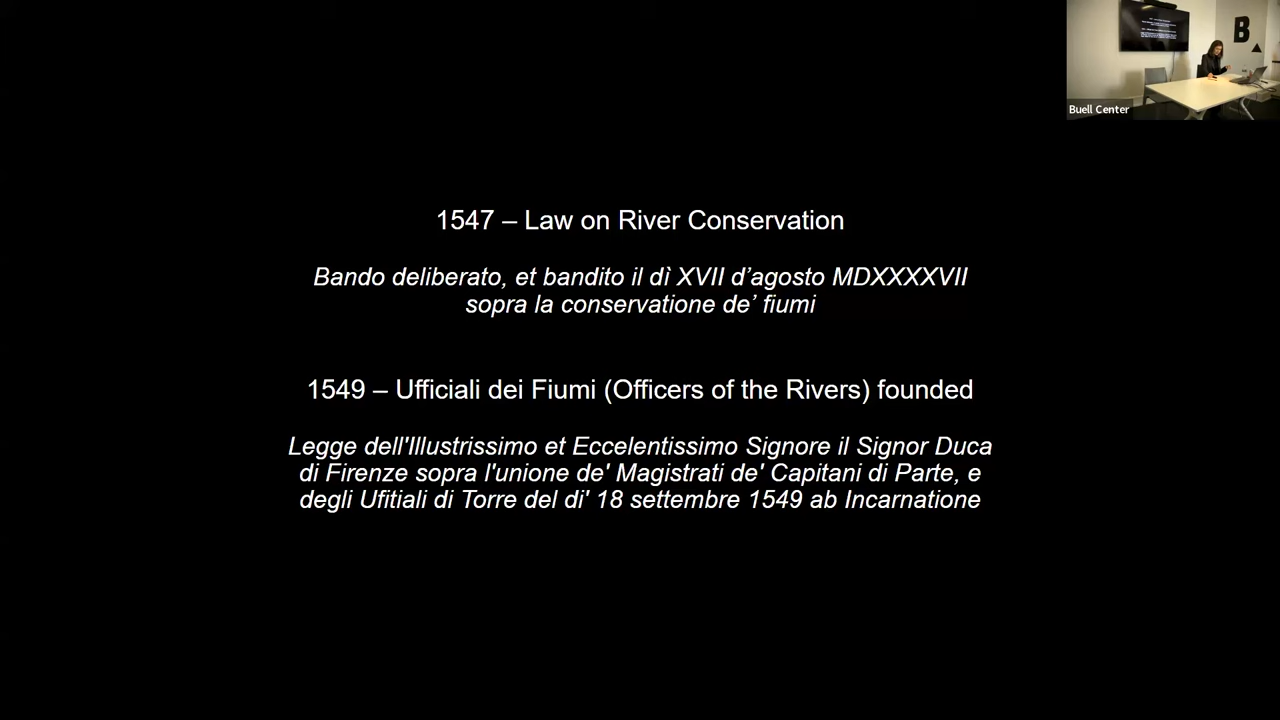 1547 – Law on River Conservation
Bando deliberato, et bandito il dì XVII d’agosto MDXXXXVII
sopra la conservatione de’ fiumi
1549 – Ufficiali dei Fiumi (Officers of the Rivers) founded
Legge dell'Illustrissimo et Eccelentissimo Signore il Signor Duca
di Firenze sopra l'unione de' Magistrati de' Capitani di Parte, e
degli Ufitiali di Torre del di' 18 settembre 1549 ab Incarnatione
B
Buell Center